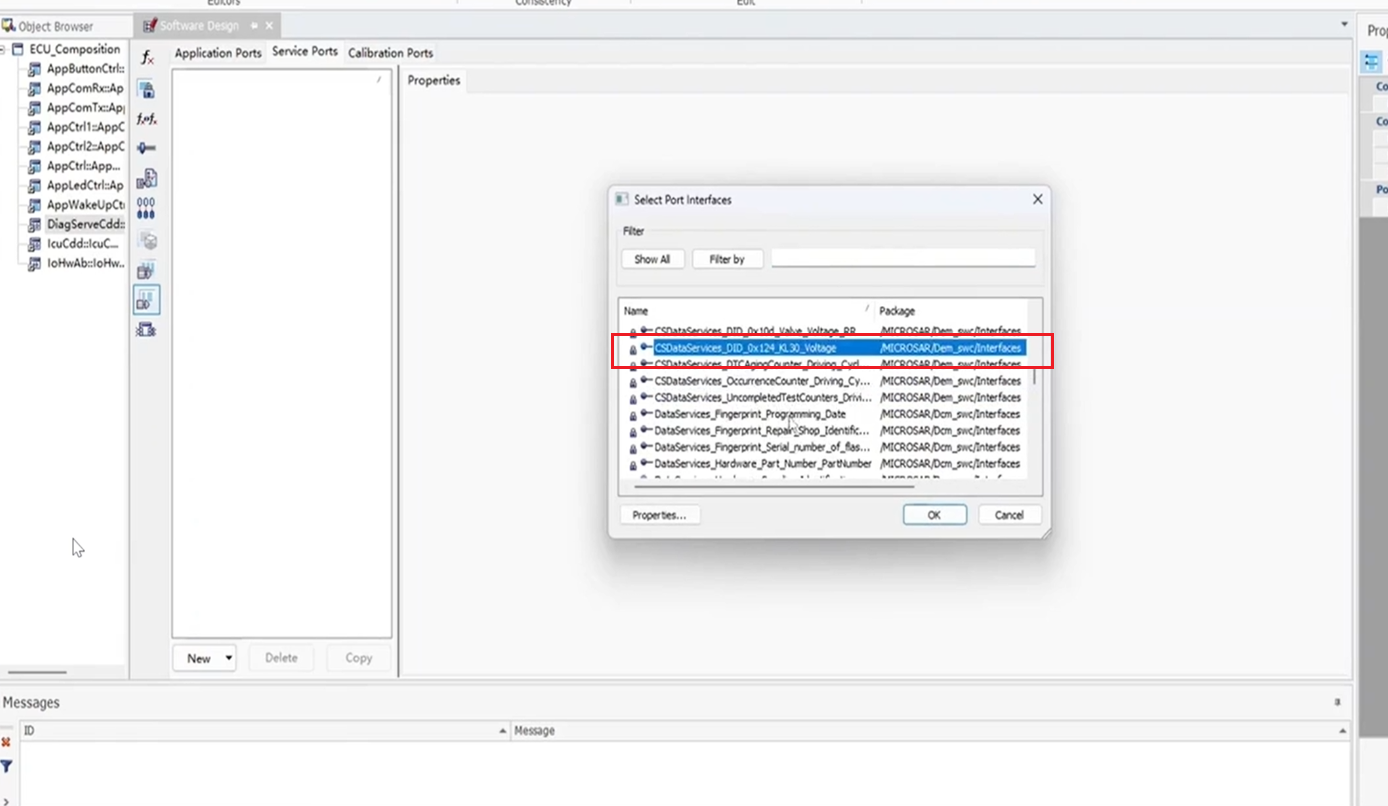 Editors Consistency Edit
Object Browser
Software Design
ECU_Composition
AppButtonCtrl::
AppComRx::Ap
AppComTx::Ap
AppCtrl1::AppC
AppCtrl2::AppC
AppCtrl::App...
AppLedCtrl::Ap
AppWakeUpCt
DiagServeCdd::
IcuCdd::IcuC...
IoHwAb::IoHw..
Application Ports Service Ports Calibration Ports
Properties
Select Port Interfaces
Filter
Show All Filter by
Name Package
CSDataServices_DID_0x10d_Valve_Voltage_RR /MICROSAR/Dem_swc/Interfaces
CSDataServices_DID_0x124_KL30_Voltage /MICROSAR/Dem_swc/Interfaces
CSDataServices_DTCAgingCounter_Driving_Cycl /MICROSAR/Dem_swc/Interfaces
CSDataServices_OccurrenceCounter_Driving_Cy... /MICROSAR/Dem_swc/Interfaces
CSDataServices_UncompletedTestCounters_Drivi... /MICROSAR/Dem_swc/Interfaces
DataServices_Fingerprint_Programming_Date /MICROSAR/Dcm_swc/Interfaces
DataServices_Fingerprint_Repair_Shop_Identific... /MICROSAR/Dcm_swc/Interfaces
DataServices_Fingerprint_Serial_number_of_flas... /MICROSAR/Dcm_swc/Interfaces
DataServices_Hardware_Part_Number_PartNumber /MICROSAR/Dcm_swc/Interfaces
Properties... OK Cancel
New Delete Copy
Messages
ID Message
Prop
Co
Co
Po